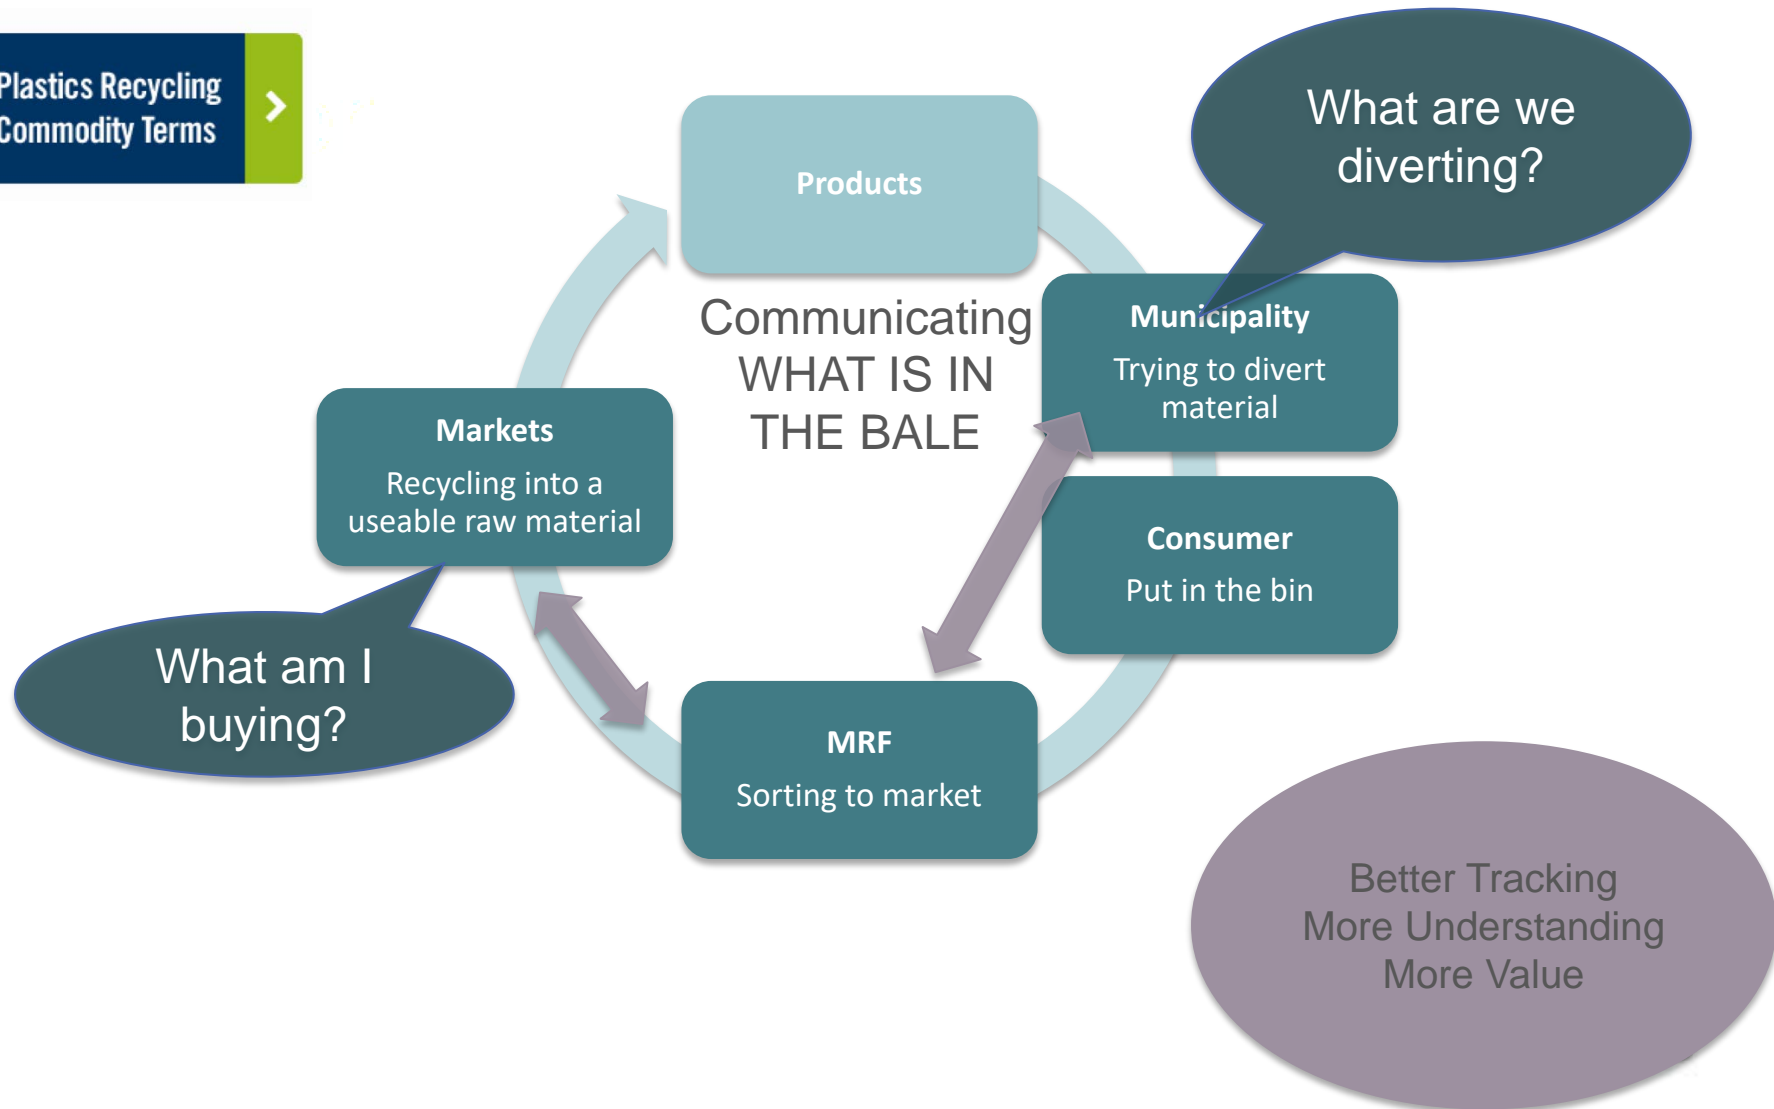 Plastics Recycling
Commodity Terms
What are we
diverting?
Products
Communicating
WHAT IS IN
THE BALE
Municipality
Trying to divert
material
Markets
Recycling into a
useable raw material
Consumer
Put in the bin
What am I
buying?
MRF
Sorting to market
Better Tracking
More Understanding
More Value